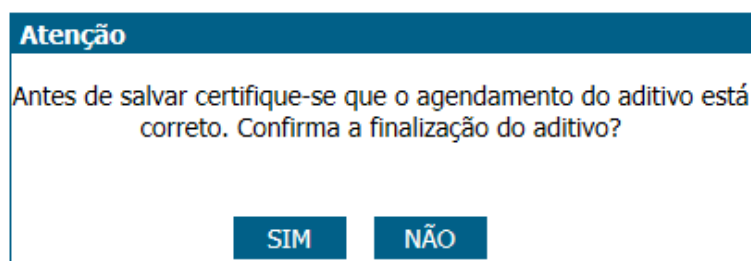 Atenção
Antes de salvar certifique-se que o agendamento do aditivo está
correto. Confirma a finalização do aditivo?
SIM NÃO